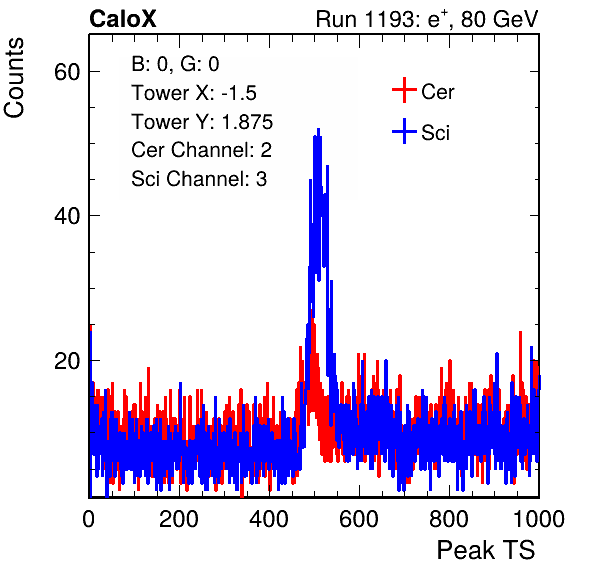 CaloX Run 1193: e⁺, 80 GeV
Counts
B: 0, G: 0
Tower X: -1.5
Tower Y: 1.875
Cer Channel: 2
Sci Channel: 3
Cer
Sci
60
40
20
0 200 400 600 800 1000
Peak TS